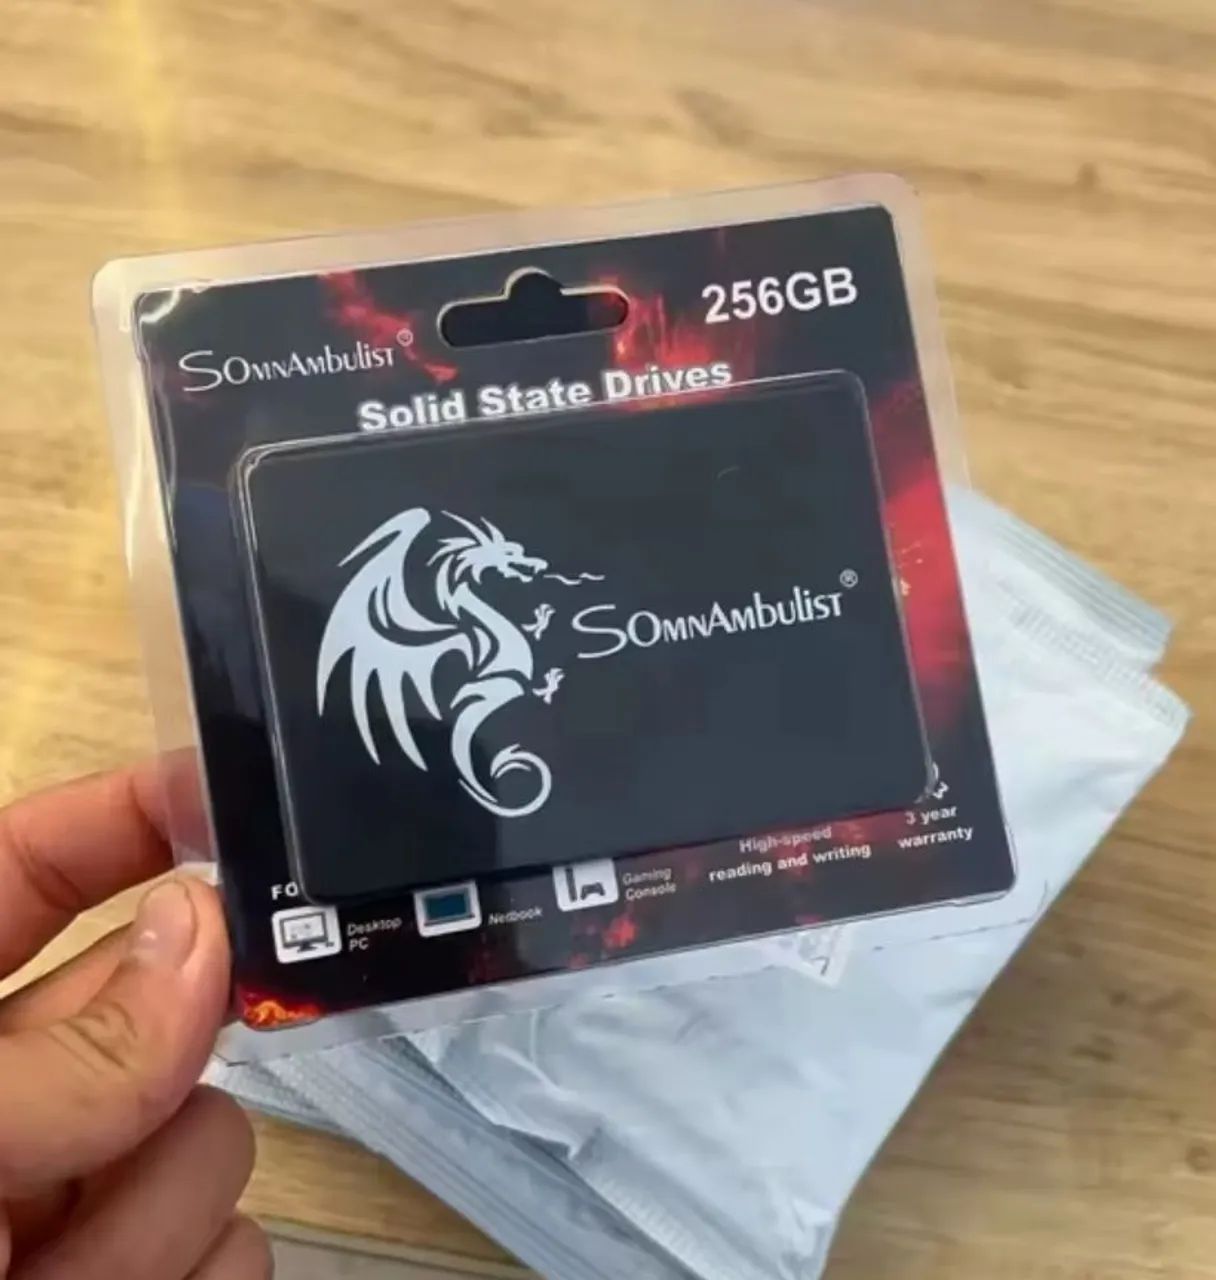 256GB
SOMNAMBULIST®
Solid State Drives
SOMNAMBULIST®
3 year
warranty
High-speed
reading and writing
FO
Desktop
PC
Netbook
Gaming
Console